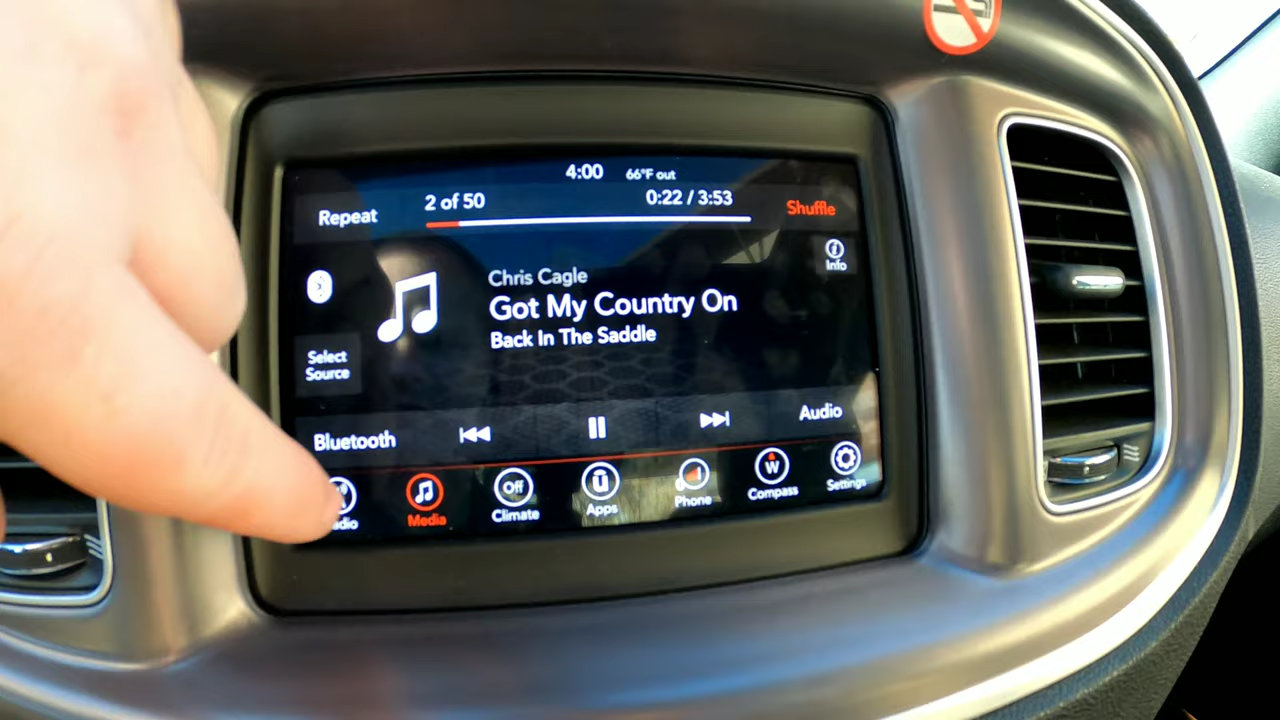 4:00 66°F out
Repeat 2 of 50 0:22 / 3:53 Shuffle
Info
Chris Cagle
Got My Country On
Back In The Saddle
Select
Source
Bluetooth Audio
Off W
Media Climate Apps Phone Compass Settings